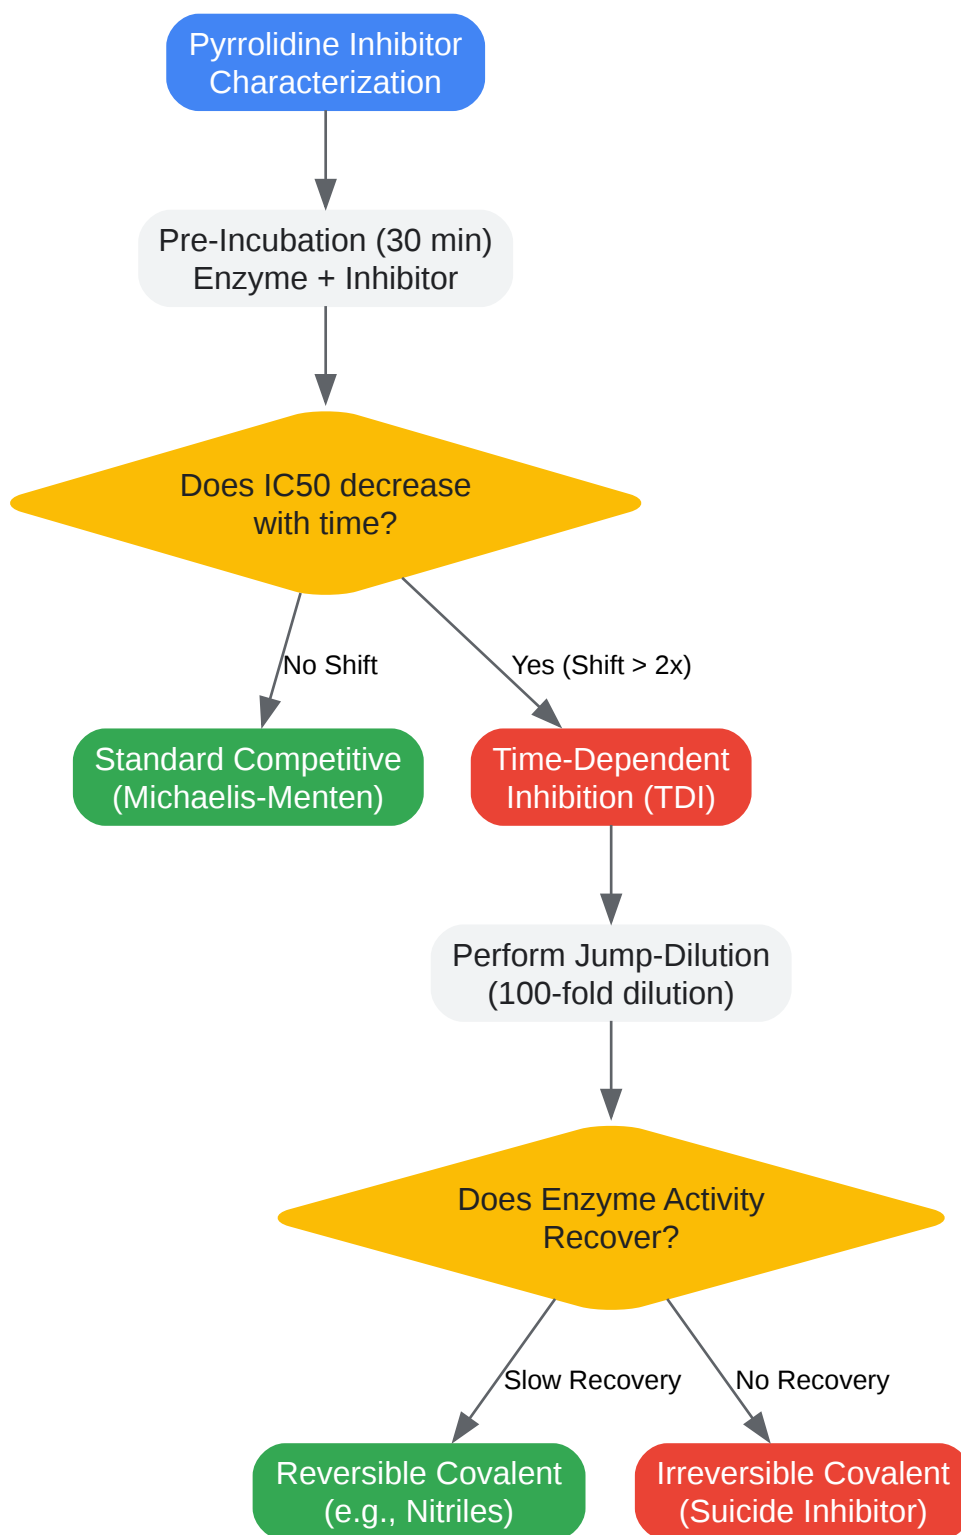 Pyrrolidine Inhibitor
Characterization
Pre-Incubation (30 min)
Enzyme + Inhibitor
Does IC50 decrease
with time?
No Shift
Yes (Shift > 2x)
Standard Competitive
(Michaelis-Menten)
Time-Dependent
Inhibition (TDI)
Perform Jump-Dilution
(100-fold dilution)
Does Enzyme Activity
Recover?
Slow Recovery
No Recovery
Reversible Covalent
(e.g., Nitriles)
Irreversible Covalent
(Suicide Inhibitor)